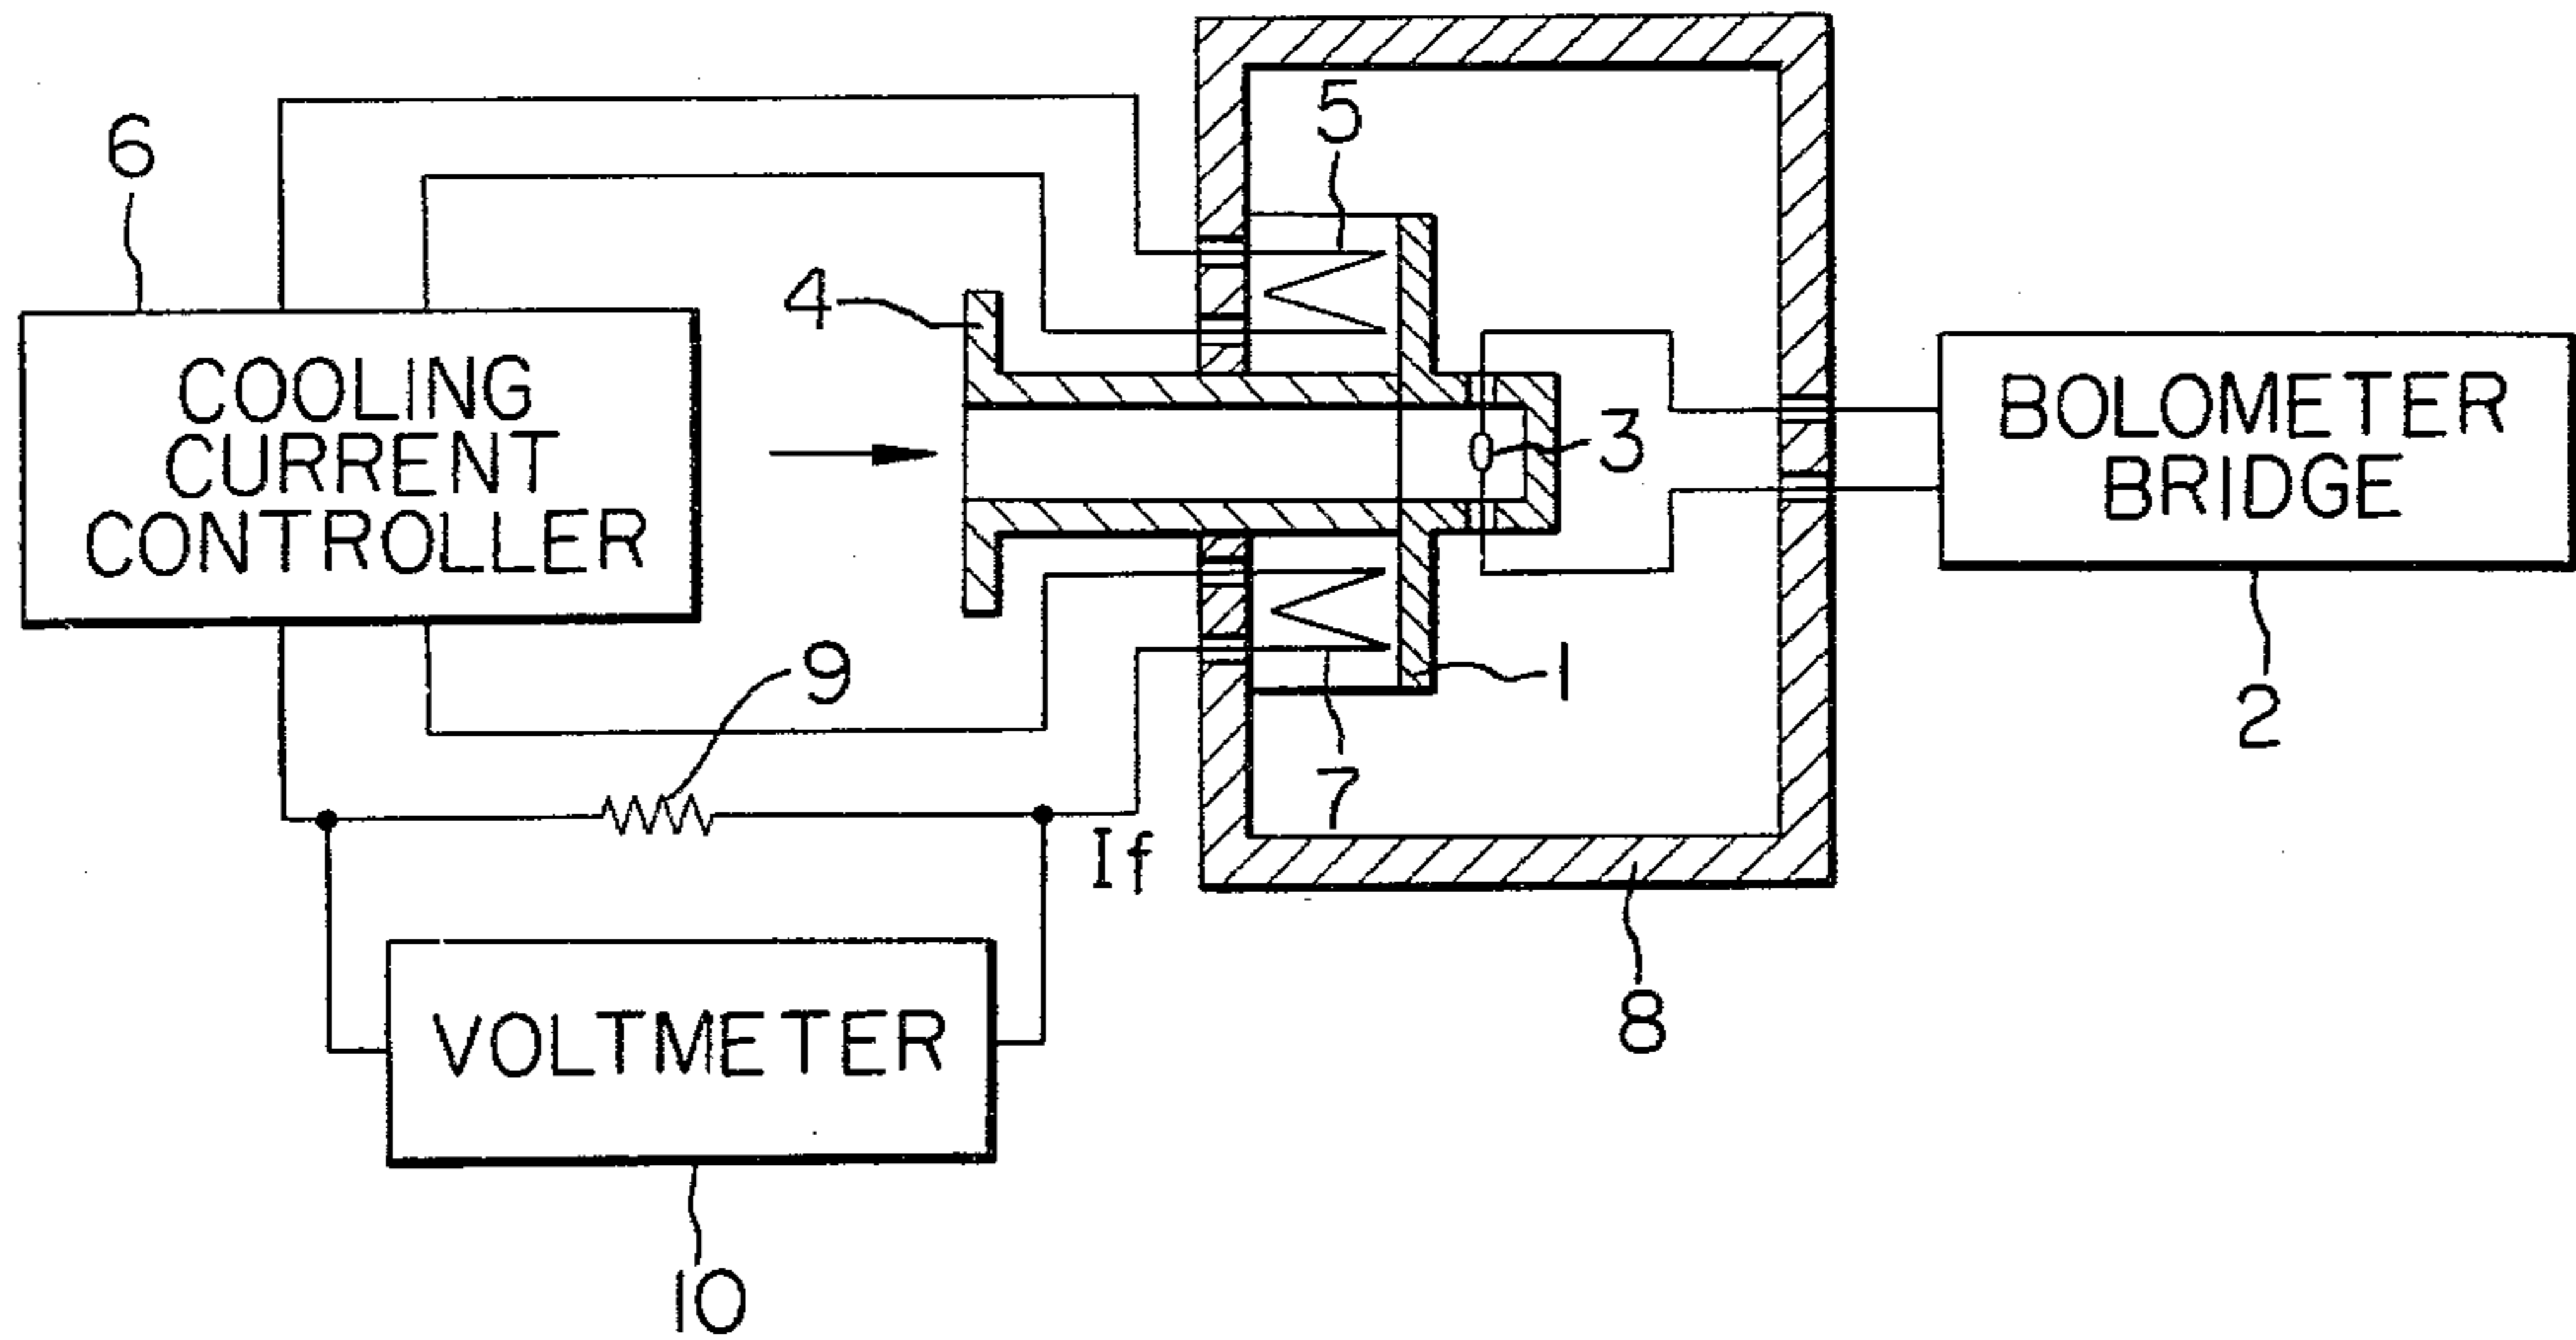 6
5
4
COOLING
CURRENT
CONTROLLER
3
BOLOMETER
BRIDGE
9
1
2
7
If
8
VOLTMETER
10